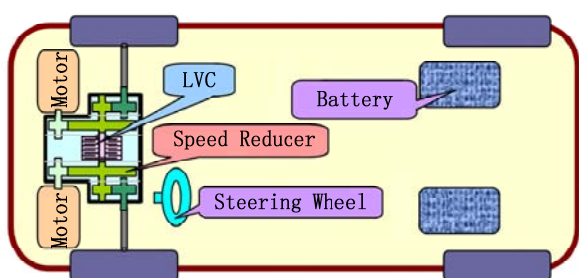 Motor
LVC
Battery
Speed Reducer
Steering Wheel
Motor